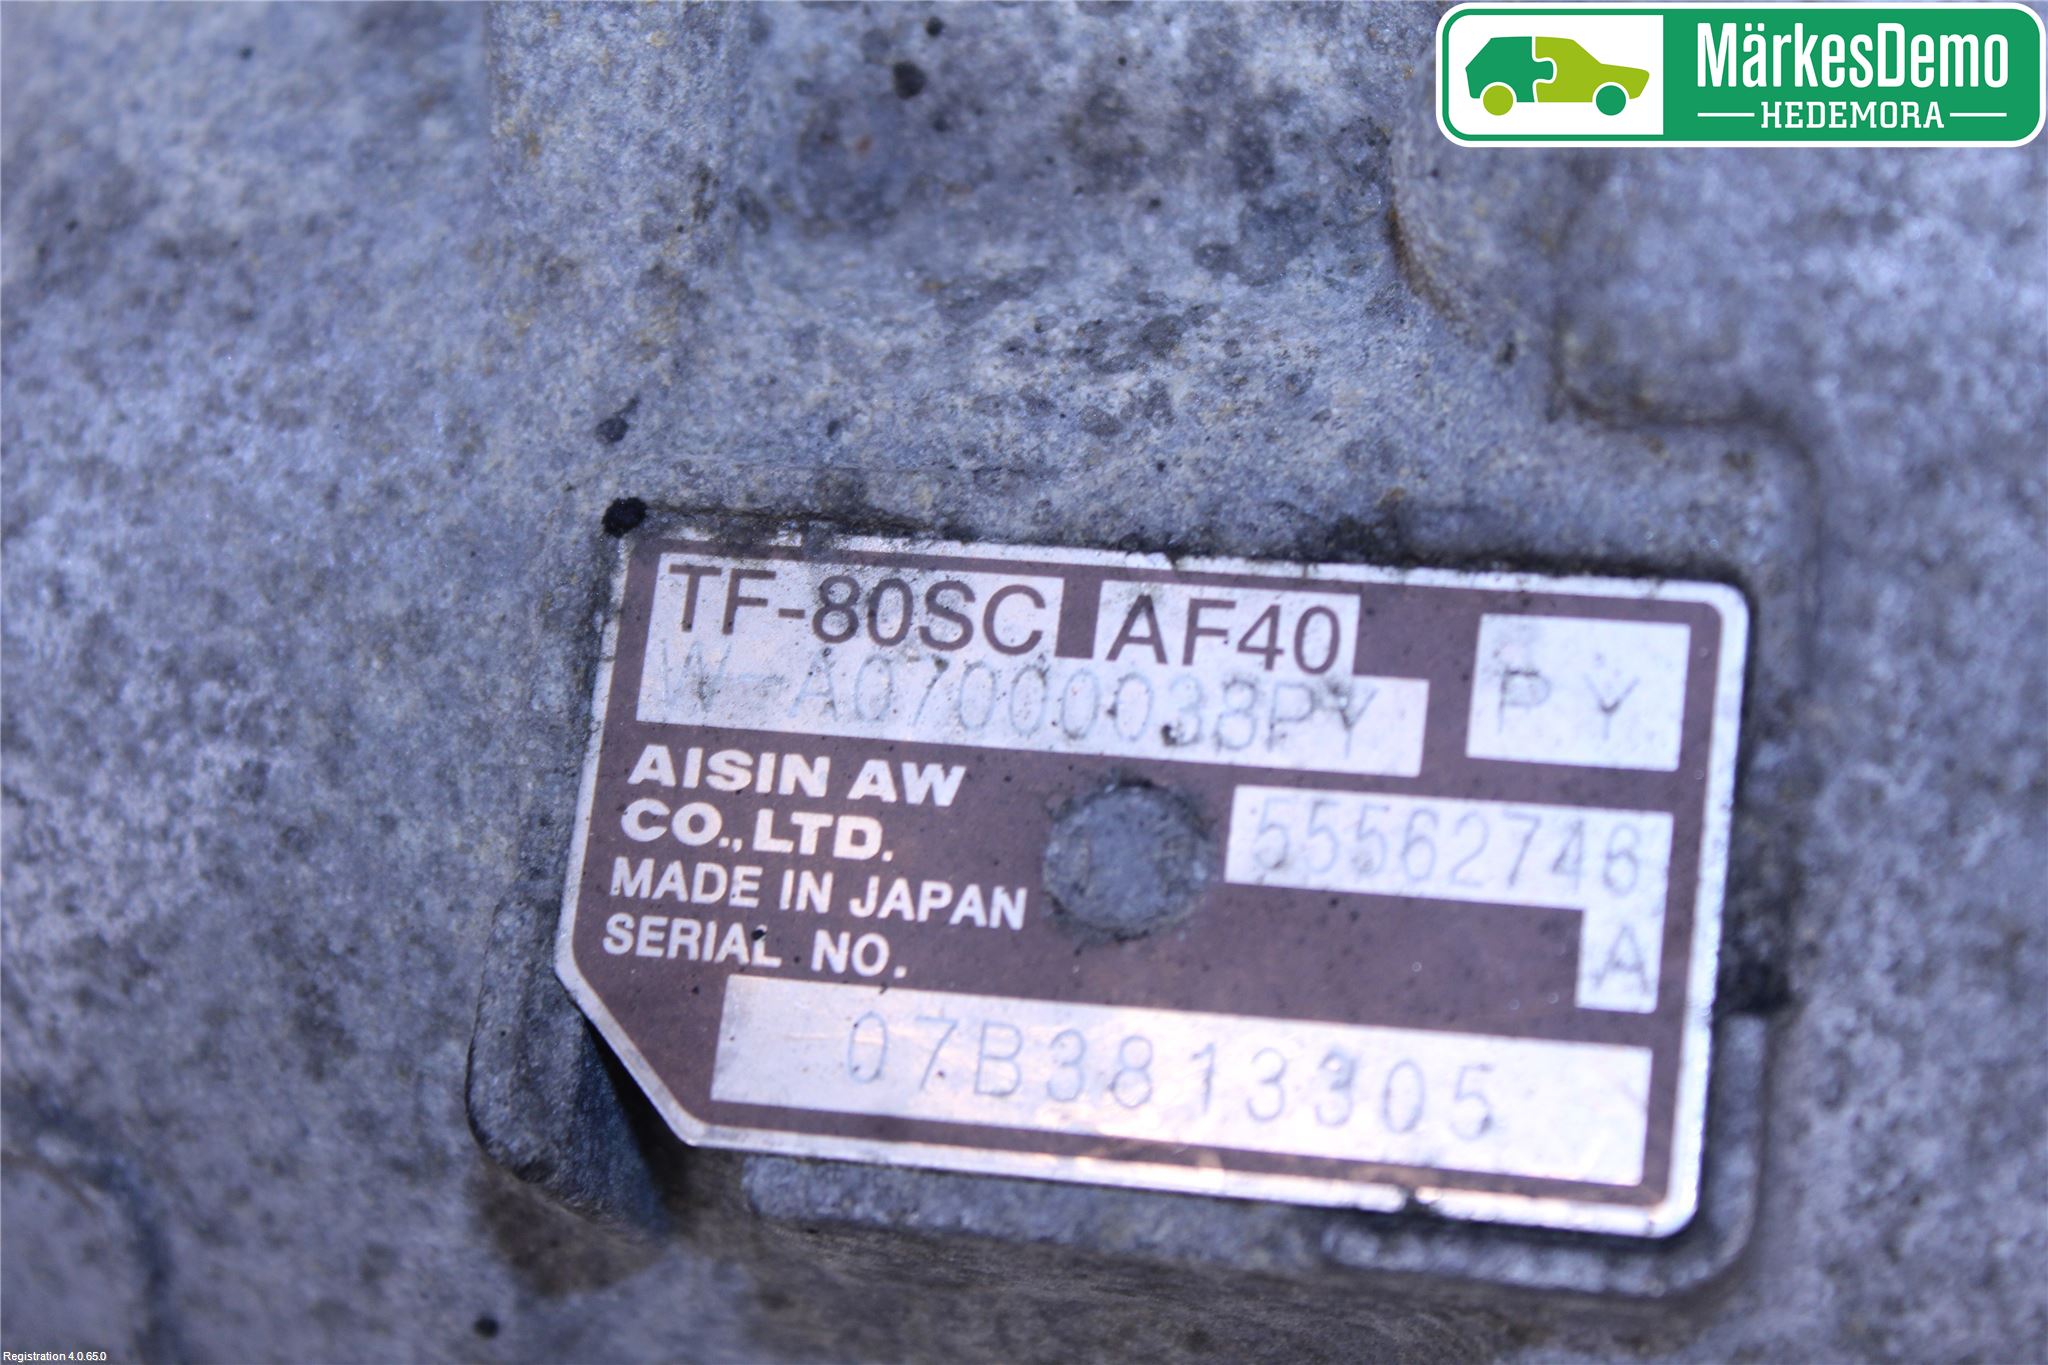 MärkesDemo
HEDEMORA
TF-80SC AF40
W-A07000038PY PY
AISIN AW
CO., LTD.
55562746
MADE IN JAPAN
A
SERIAL NO.
07B3813305
Registration 4.0.65.0